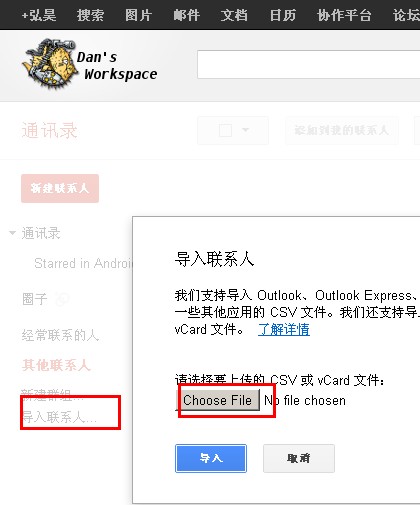 +弘昊 搜索 图片 邮件 文档 日历 协作平台 论坛
Dan's
Workspace
通讯录
添加到我的联系人
新建联系人
通讯录
Starred in Android
圈子
经常联系的人
其他联系人
新建群组...
导入联系人...
导入联系人
我们支持导入 Outlook、Outlook Express、
一些其他应用的 CSV 文件。我们还支持导
vCard 文件。 了解详情
请选择要上传的 CSV 或 vCard 文件：
Choose File No file chosen
导入 取消